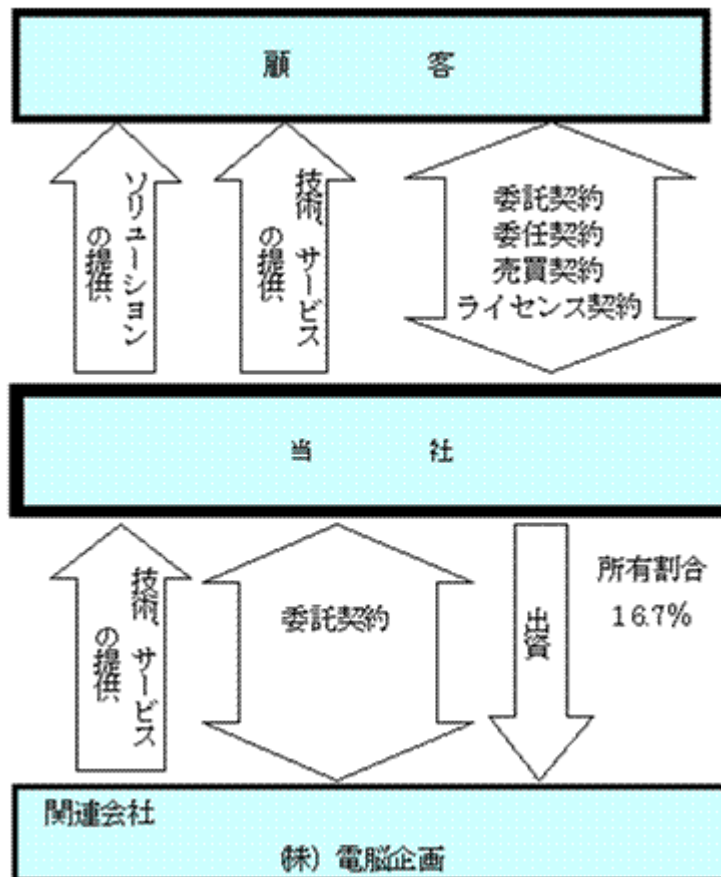 顧 客
ソリューション
の提供
技術、サービス
の提供
委託契約
委任契約
売買契約
ライセンス契約
当 社
技術、サービス
の提供
委託契約
出資
所有割合
16.7%
関連会社
㈱ 電脳企画